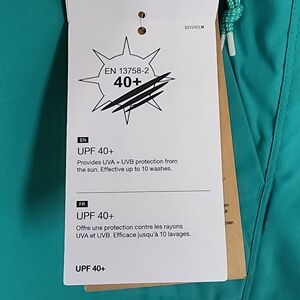 S21UVCLM
EN 13758-2
40+
EN
UPF 40+
Provides UVA + UVB protection from
the sun. Effective up to 10 washes.
FR
UPF 40+
Offre une protection contre les rayons
UVA et UVB. Efficace jusqu'à 10 lavages.
UPF 40+